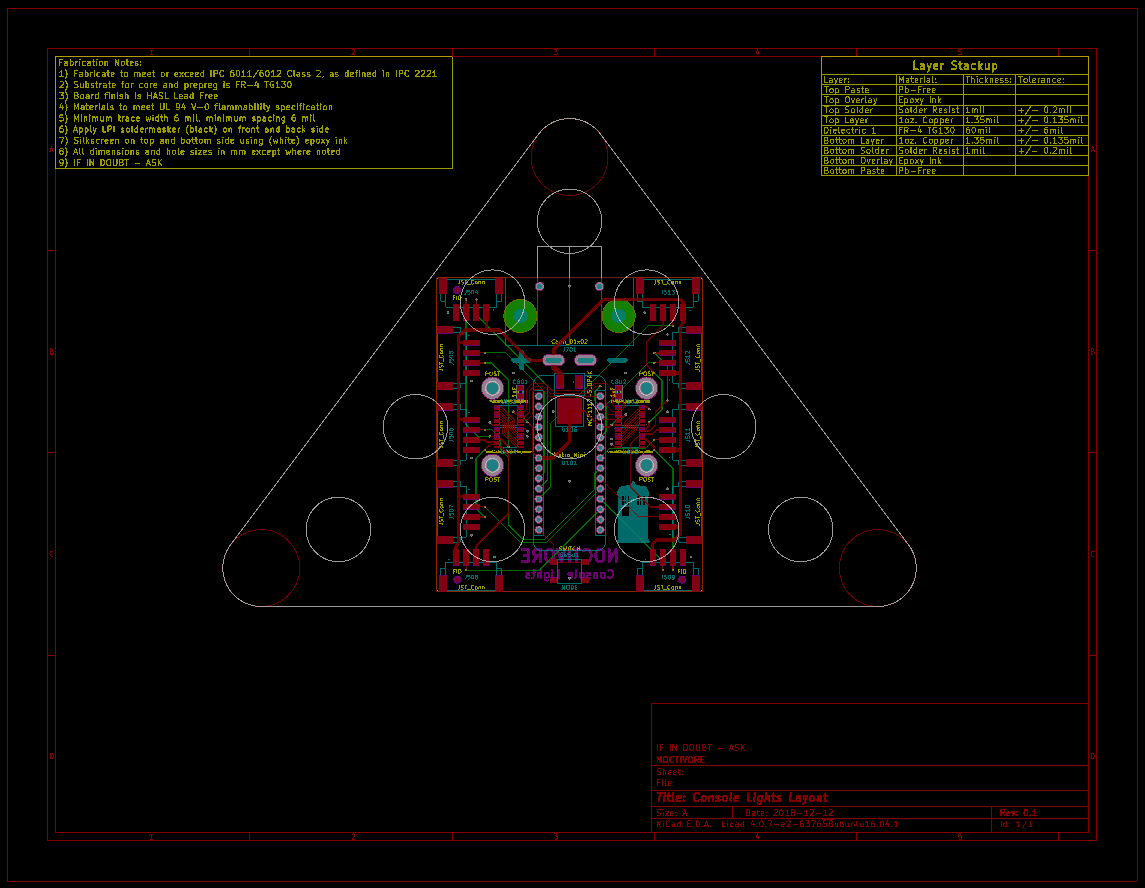 Fabrication Notes:
1) Fabricate to meet or exceed IPC 6011/6012 Class 2, as defined in IPC 2221
2) Substrate for core and prepreg is FR-4 TG130
3) Board finish is HASL Lead Free
4) Materials to meet UL 94 V-0 flammability specification
5) Minimum trace width 6 mil, minimum spacing 6 mil
6) Apply LPI soldermasker (black) on front and back side
7) Silkscreen on top and bottom side using (white) epoxy ink
8) All dimensions and hole sizes in mm except where noted
9) IF IN DOUBT - ASK
Layer Stackup
Layer: Material: Thickness: Tolerance:
Top Paste Pb-Free
Top Overlay Epoxy Ink
Top Solder Solder Resist 1mil +/- 0.2mil
Top Layer 1oz. Copper 1.35mil +/- 0.135mil
Dielectric 1 FR-4 TG130 60mil +/- 6mil
Bottom Layer 1oz. Copper 1.35mil +/- 0.135mil
Bottom Solder Solder Resist 1mil +/- 0.2mil
Bottom Overlay Epoxy Ink
Bottom Paste Pb-Free
JST_Conn
JST_Conn
FID
J701
JST_Conn
JST_Conn
POST
POST
JST_Conn
JST_Conn
POST
POST
JST_Conn
JST_Conn
SWITCH
NOCTIVORE
Console Lights
FID
FID
JST_Conn
MODE
JST_Conn
IF IN DOUBT - ASK
NOCTIVORE
Sheet:
File:
Title: Console Lights Layout
Size: A Date: 2018-12-12 Rev: 0.1
KiCad E.D.A. kicad 4.0.7-e2-6376~58~ubuntu16.04.1 Id: 1/1